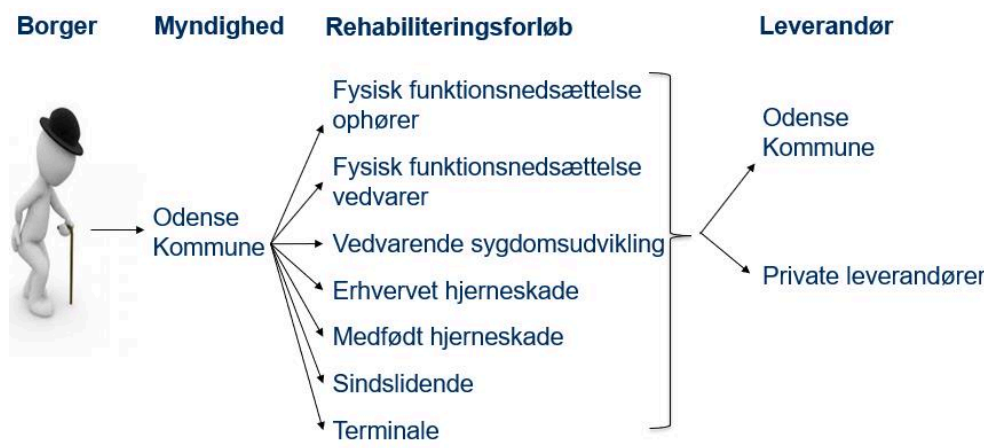 Borger
Myndighed
Rehabiliteringsforløb
Leverandør
Odense
Kommune
Fysisk funktionsnedsættelse
ophører
Fysisk funktionsnedsættelse
vedvarer
Vedvarende sygdomsudvikling
Erhvervet hjerneskade
Medfødt hjerneskade
Sindslidende
Terminale
Odense
Kommune
Private leverandører